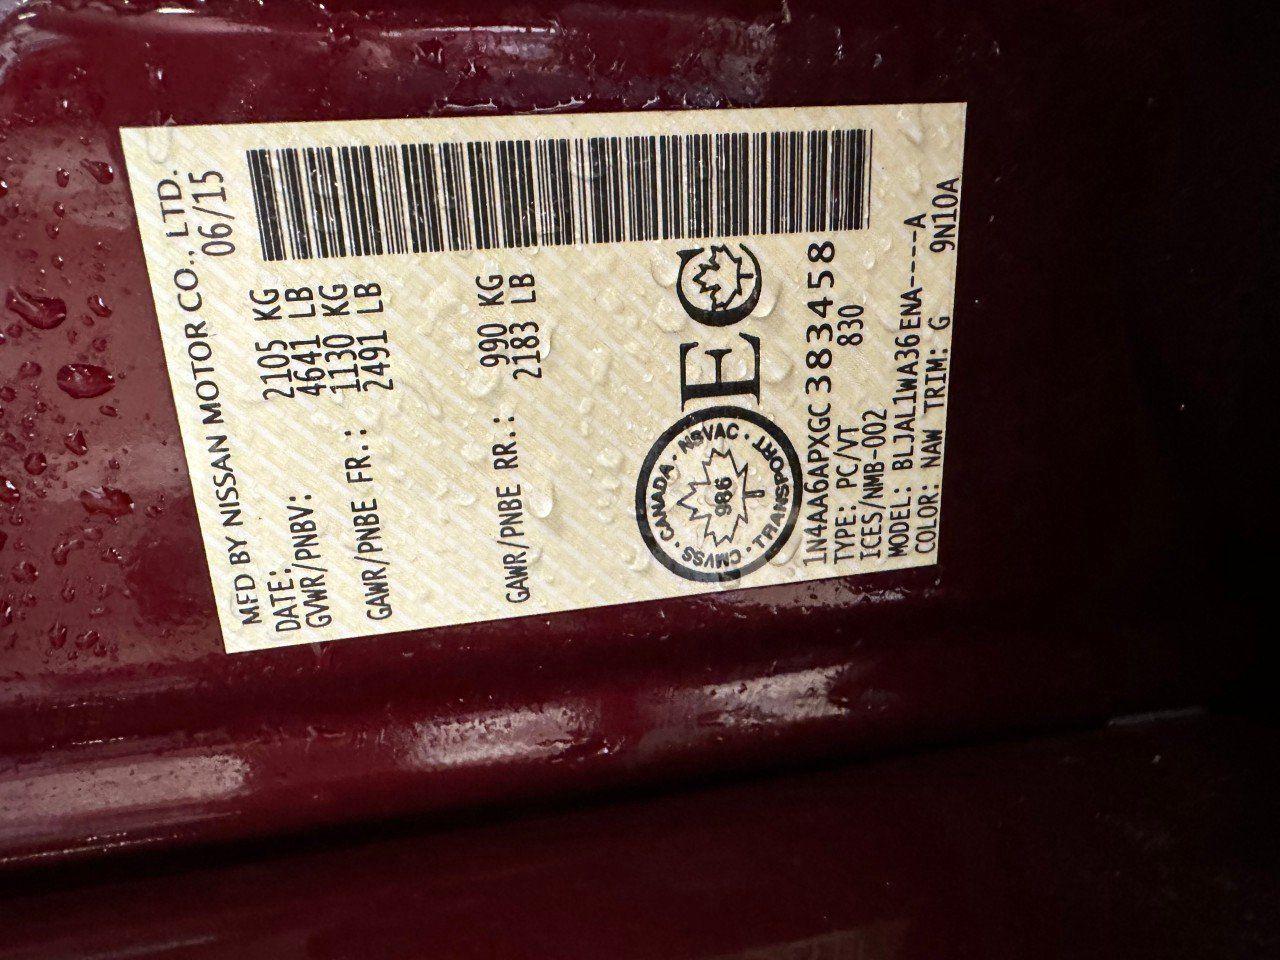 MFD BY NISSAN MOTOR CO., LTD.
DATE: 06/15
GVWR/PNBV: 2105 KG
4641 LB
GAWR/PNBE FR.: 1130 KG
2491 LB
GAWR/PNBE RR.: 990 KG
2183 LB
CANADA · NSVAC · TRANSPORT · CMVSS ·
986
EC
1N4AA6APXGC383458
TYPE: PC/VT 830
ICES/NMB-002
MODEL: BLJAL1WA36ENA----A
COLOR: NAW TRIM: G 9N10A